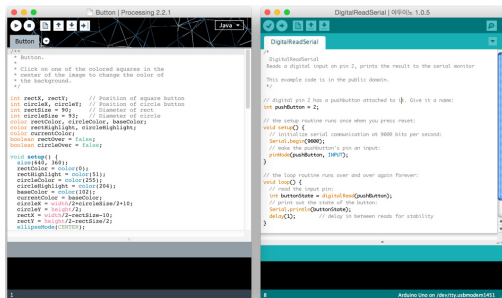 Button | Processing 2.2.1
Java
Button
/**
 * Button.
 *
 * Click on one of the colored squares in the
 * center of the image to change the color of
 * the background.
 */
int rectX, rectY;      // Position of square button
int circleX, circleY;  // Position of circle button
int rectSize = 90;     // Diameter of rect
int circleSize = 93;   // Diameter of circle
color rectColor, circleColor, baseColor;
color rectHighlight, circleHighlight;
color currentColor;
boolean rectOver = false;
boolean circleOver = false;
void setup() {
  size(640, 360);
  rectColor = color(0);
  rectHighlight = color(51);
  circleColor = color(255);
  circleHighlight = color(204);
  baseColor = color(102);
  currentColor = baseColor;
  circleX = width/2+circleSize/2+10;
  circleY = height/2;
  rectX = width/2-rectSize-10;
  rectY = height/2-rectSize/2;
  ellipseMode(CENTER);
1
DigitalReadSerial | 아두이노 1.0.5
DigitalReadSerial
/*
  DigitalReadSerial
 Reads a digital input on pin 2, prints the result to the serial monitor

 This example code is in the public domain.
 */
// digital pin 2 has a pushbutton attached to it. Give it a name:
int pushButton = 2;
// the setup routine runs once when you press reset:
void setup() {
  // initialize serial communication at 9600 bits per second:
  Serial.begin(9600);
  // make the pushbutton's pin an input:
  pinMode(pushButton, INPUT);
}
// the loop routine runs over and over again forever:
void loop() {
  // read the input pin:
  int buttonState = digitalRead(pushButton);
  // print out the state of the button:
  Serial.println(buttonState);
  delay(1);        // delay in between reads for stability
}
8
Arduino Uno on /dev/tty.usbmodem1451